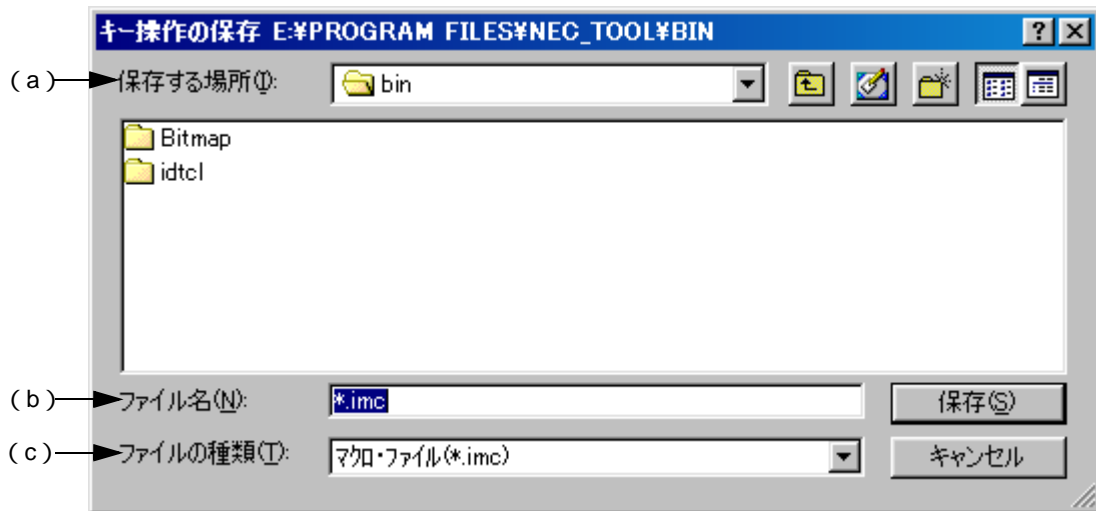 キー操作の保存 E:¥PROGRAM FILES¥NEC_TOOL¥BIN
(a) 保存する場所(I): bin
Bitmap
idtcl
(b) ファイル名(N): *.imc 保存(S)
(c) ファイルの種類(T): マクロ・ファイル(*.imc) キャンセル